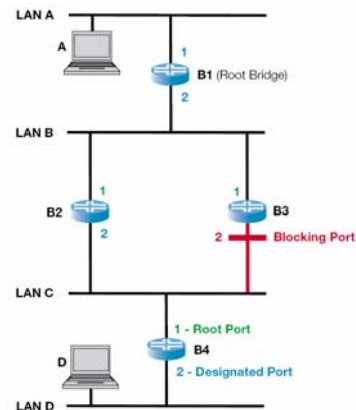 LAN A
A
1
B1 (Root Bridge)
2
LAN B
1
1
B2
B3
2
2 Blocking Port
LAN C
1 - Root Port
B4
D
2 - Designated Port
LAN D